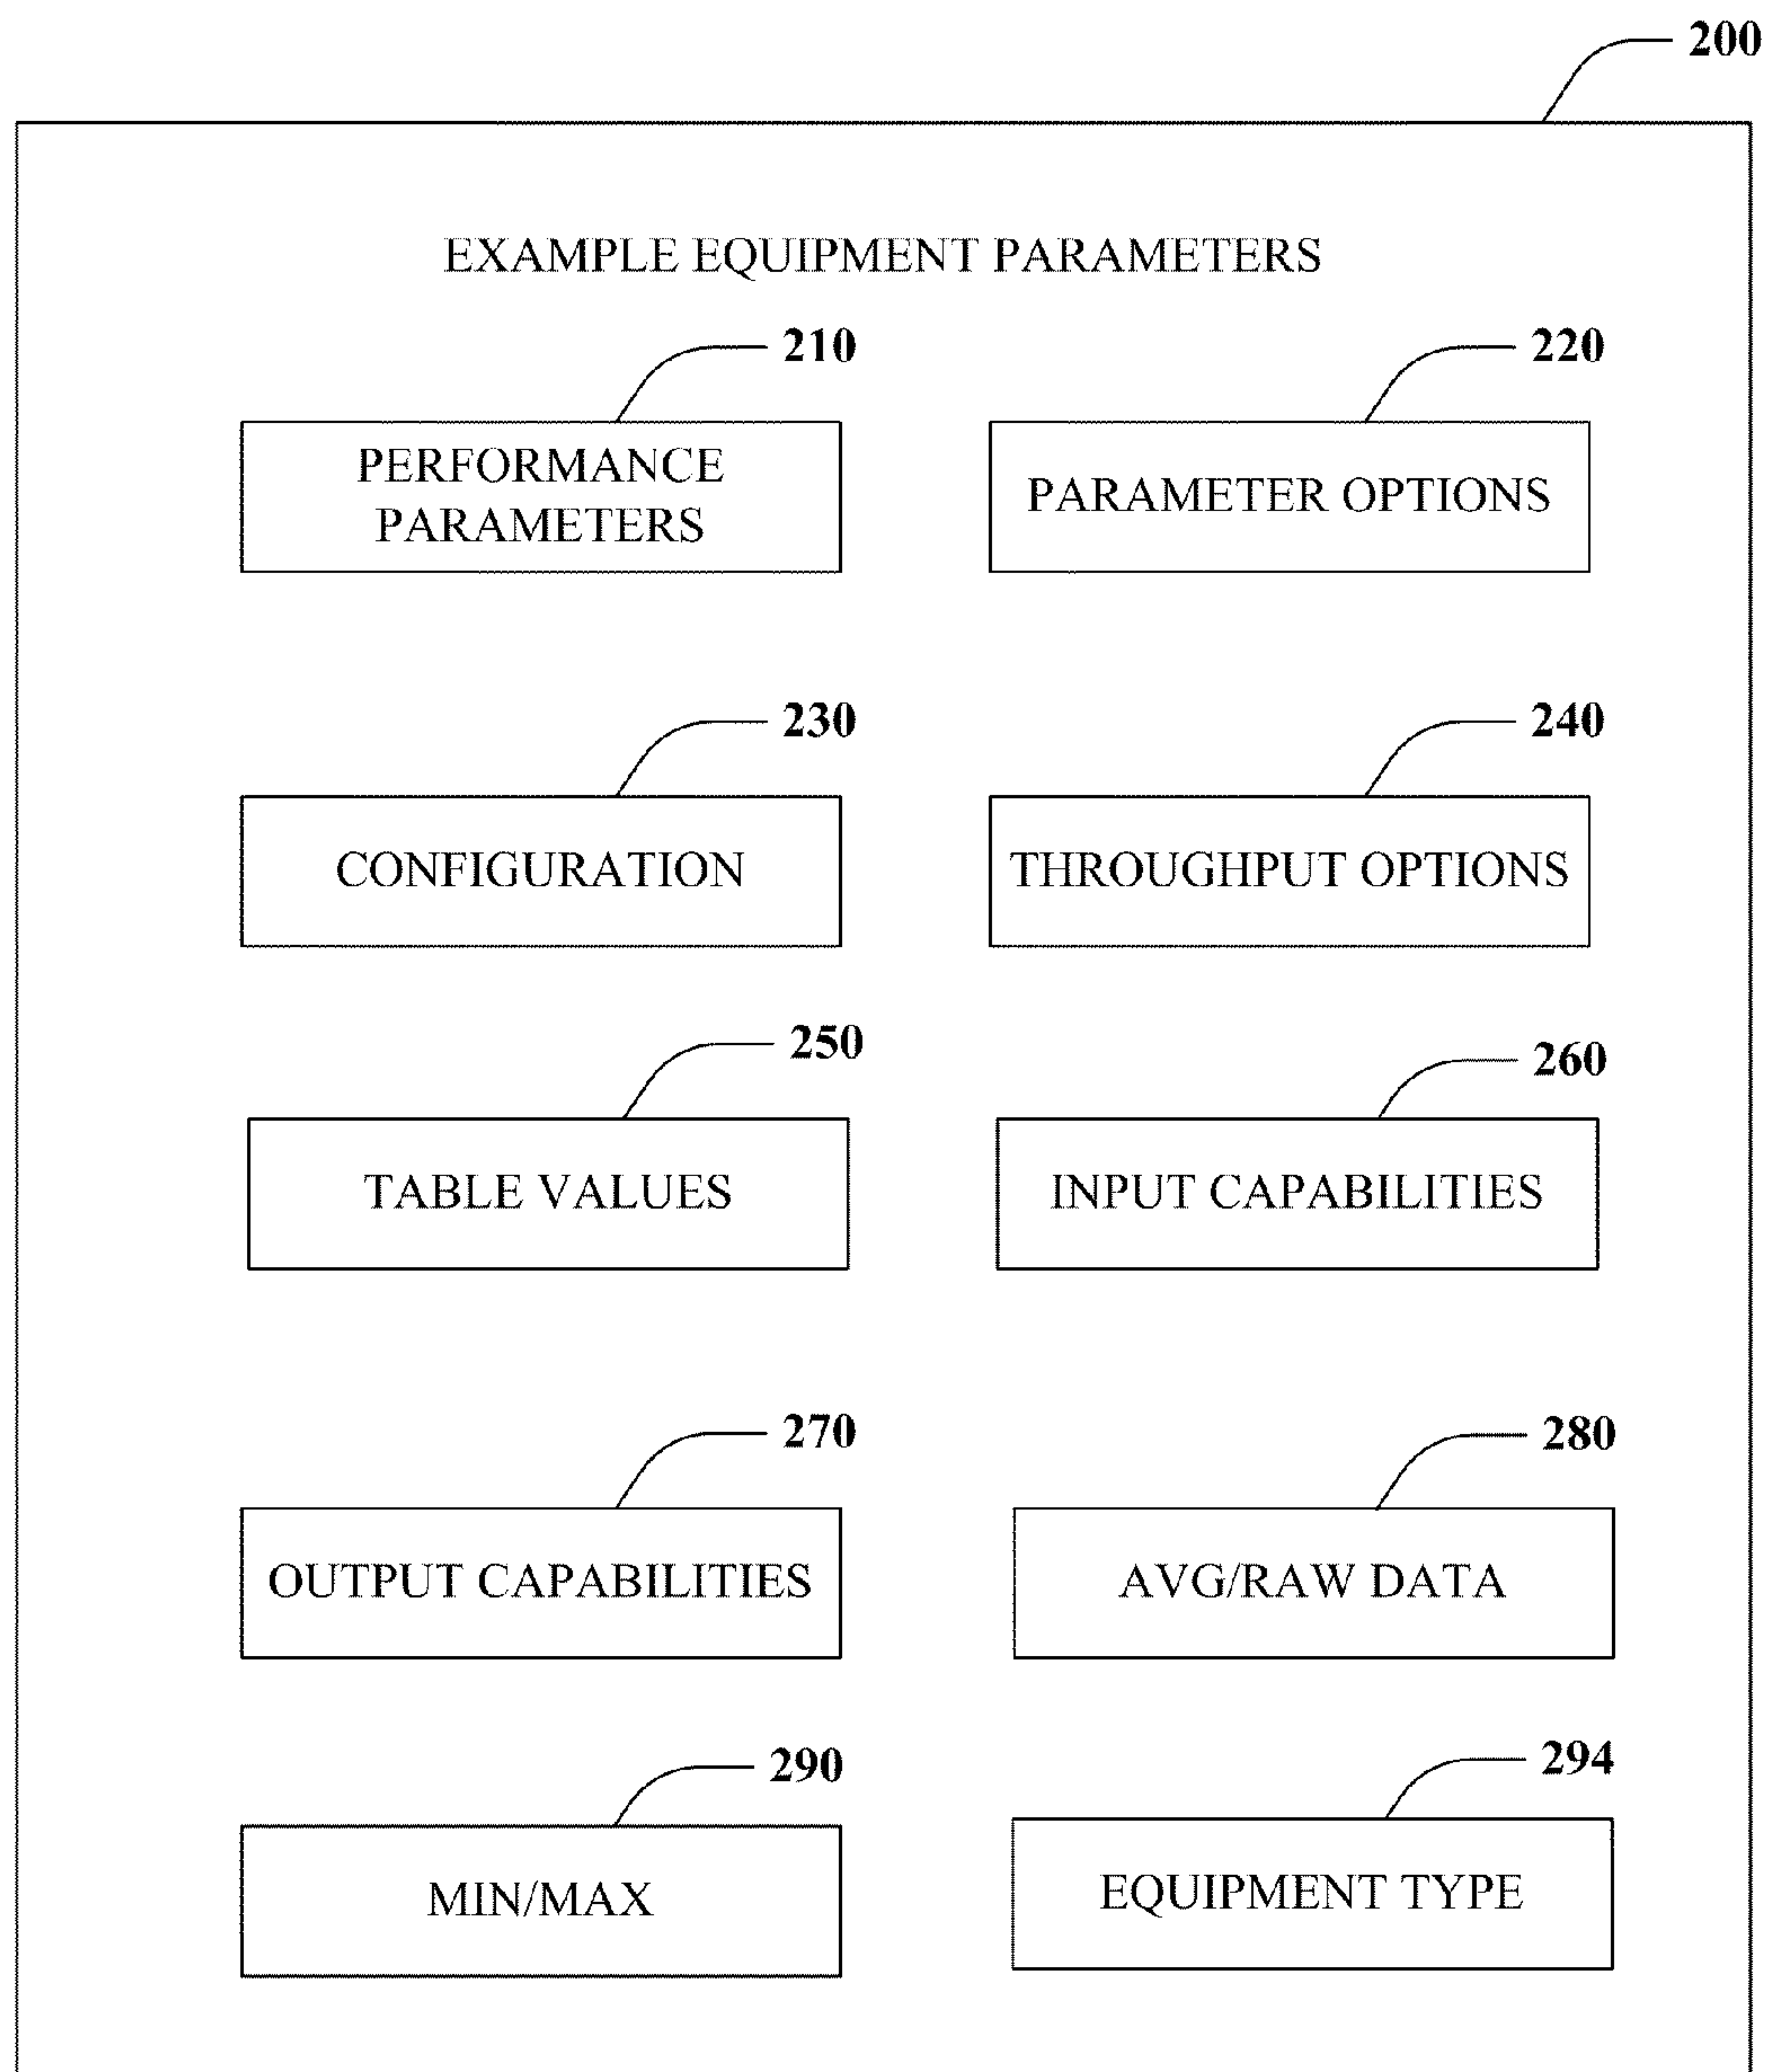 200
EXAMPLE EQUIPMENT PARAMETERS
210
220
PERFORMANCE
PARAMETERS
PARAMETER OPTIONS
230
240
CONFIGURATION
THROUGHPUT OPTIONS
250
260
TABLE VALUES
INPUT CAPABILITIES
270
280
OUTPUT CAPABILITIES
AVG/RAW DATA
290
294
MIN/MAX
EQUIPMENT TYPE